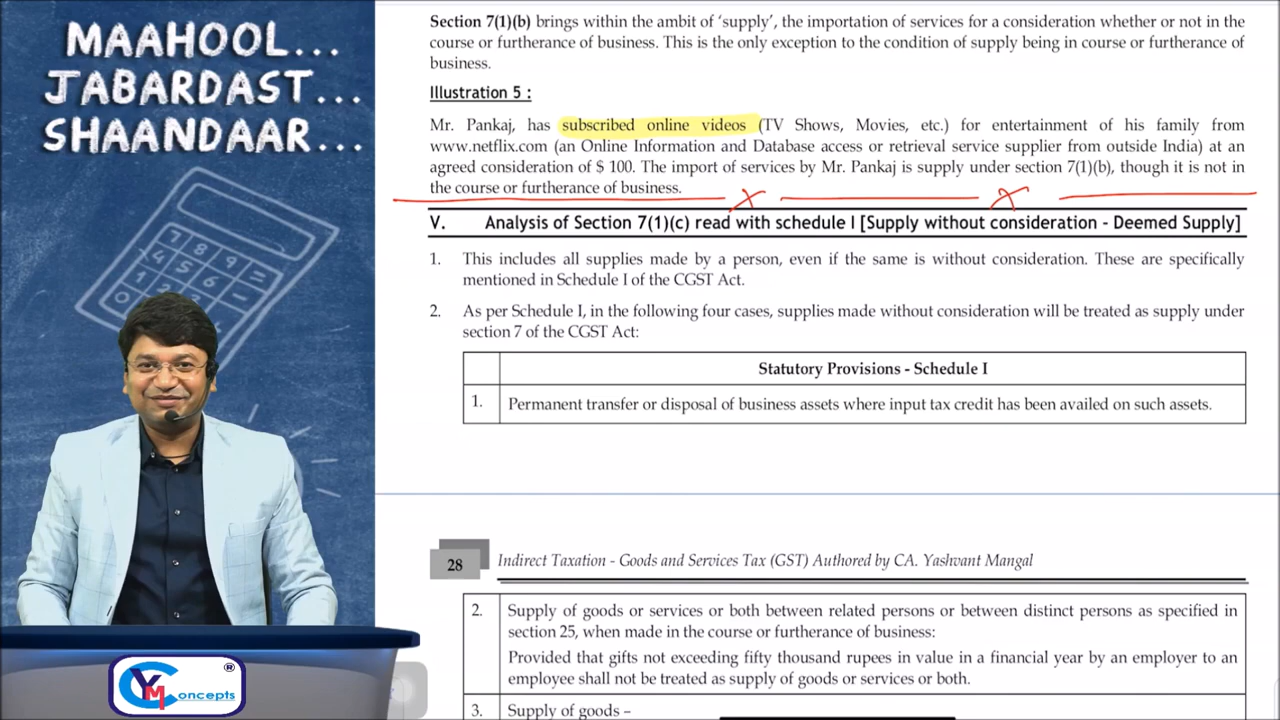 MAAHOOL...
JABARDAST...
SHAANDAAR...
Section 7(1)(b) brings within the ambit of ‘supply’, the importation of services for a consideration whether or not in the
course or furtherance of business. This is the only exception to the condition of supply being in course or furtherance of
business.
Illustration 5 :
Mr. Pankaj, has subscribed online videos (TV Shows, Movies, etc.) for entertainment of his family from
www.netflix.com (an Online Information and Database access or retrieval service supplier from outside India) at an
agreed consideration of $ 100. The import of services by Mr. Pankaj is supply under section 7(1)(b), though it is not in
the course or furtherance of business.
V. Analysis of Section 7(1)(c) read with schedule I [Supply without consideration - Deemed Supply]
1. This includes all supplies made by a person, even if the same is without consideration. These are specifically
mentioned in Schedule I of the CGST Act.
2. As per Schedule I, in the following four cases, supplies made without consideration will be treated as supply under
section 7 of the CGST Act:
Statutory Provisions - Schedule I
1. Permanent transfer or disposal of business assets where input tax credit has been availed on such assets.
28 Indirect Taxation - Goods and Services Tax (GST) Authored by CA. Yashvant Mangal
2. Supply of goods or services or both between related persons or between distinct persons as specified in
section 25, when made in the course or furtherance of business:
Provided that gifts not exceeding fifty thousand rupees in value in a financial year by an employer to an
employee shall not be treated as supply of goods or services or both.
3. Supply of goods –
YM Concepts ®